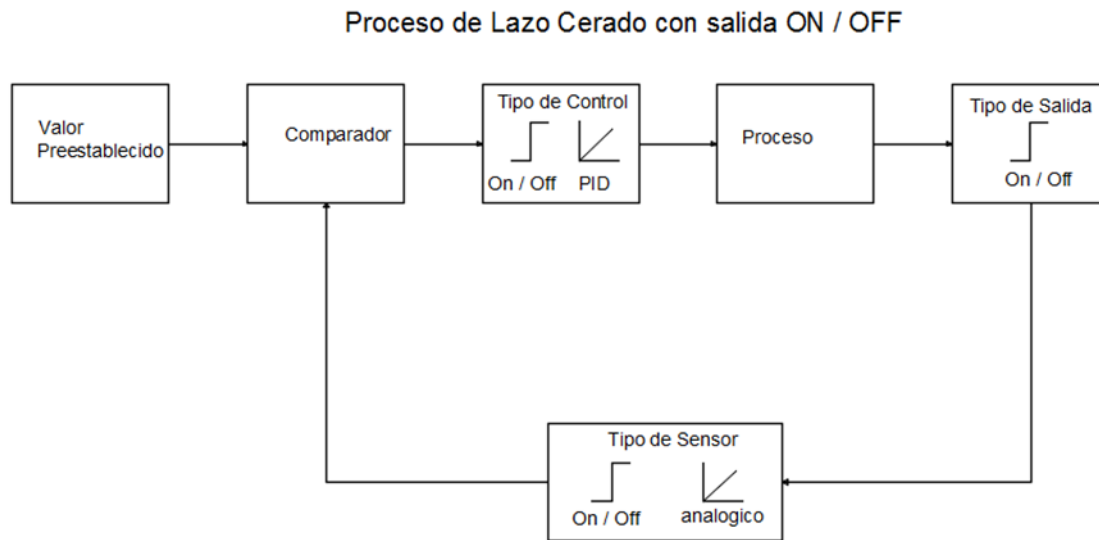 Proceso de Lazo Cerado con salida ON / OFF
Valor
Preestablecido
Comparador
Tipo de Control
On / Off
PID
Proceso
Tipo de Salida
On / Off
Tipo de Sensor
On / Off
analogico